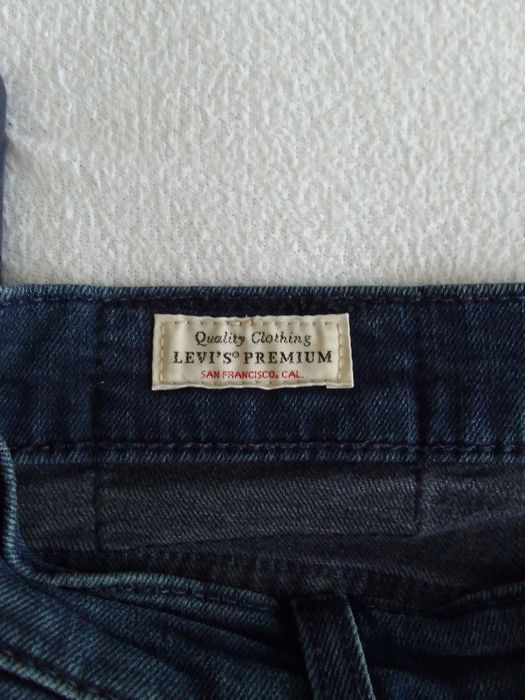 Quality Clothing
LEVI'S® PREMIUM
SAN FRANCISCO, CAL.